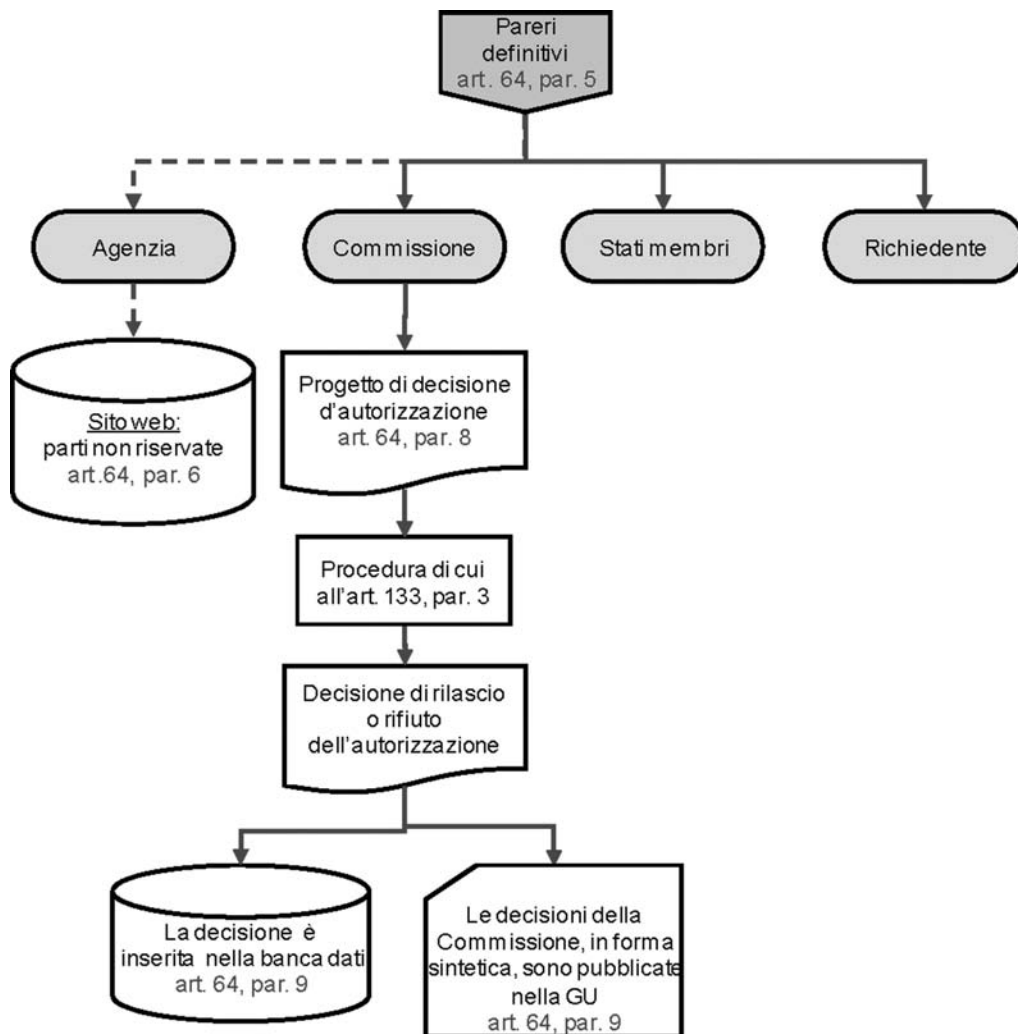 Pareri
definitivi
art. 64, par. 5
Agenzia
Commissione
Stati membri
Richiedente
Sito web:
parti non riservate
art.64, par. 6
Progetto di decisione
d'autorizzazione
art. 64, par. 8
Procedura di cui
all'art. 133, par. 3
Decisione di rilascio
o rifiuto
dell'autorizzazione
La decisione è
inserita nella banca dati
art. 64, par. 9
Le decisioni della
Commissione, in forma
sintetica, sono pubblicate
nella GU
art. 64, par. 9